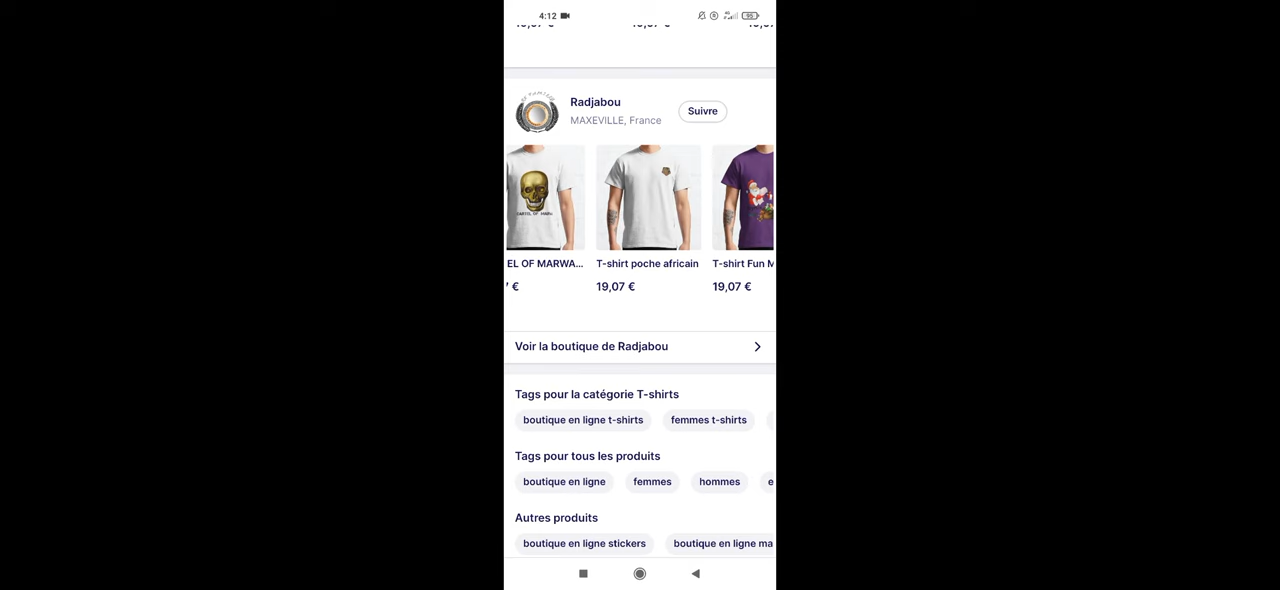 4:12
95
Radjabou
MAXEVILLE, France
Suivre
EL OF MARWA...
T-shirt poche africain
T-shirt Fun M
€
19,07 €
19,07 €
Voir la boutique de Radjabou
Tags pour la catégorie T-shirts
boutique en ligne t-shirts
femmes t-shirts
Tags pour tous les produits
boutique en ligne
femmes
hommes
e
Autres produits
boutique en ligne stickers
boutique en ligne ma